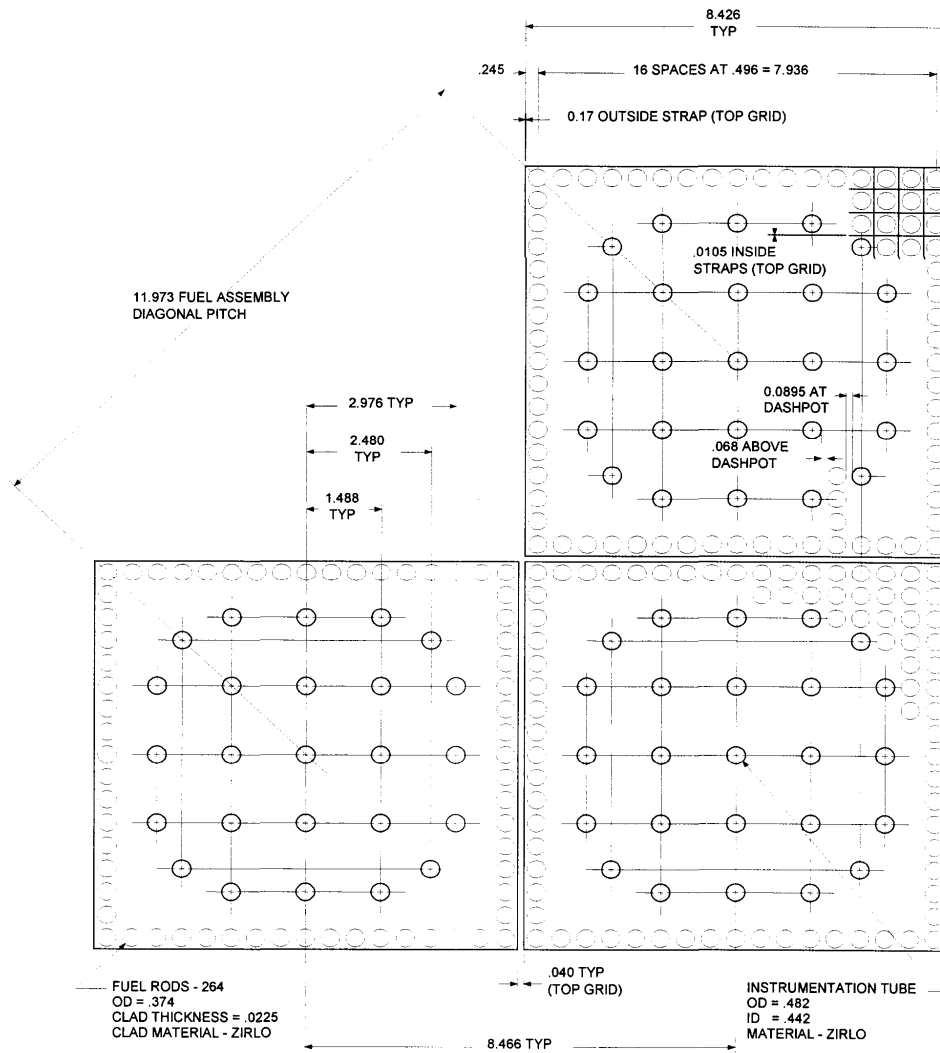 8.426
TYP
.245
16 SPACES AT .496 = 7.936
0.17 OUTSIDE STRAP (TOP GRID)
.0105 INSIDE
STRAPS (TOP GRID)
11.973 FUEL ASSEMBLY
DIAGONAL PITCH
2.976 TYP
0.0895 AT
DASHPOT
2.480
TYP
.068 ABOVE
DASHPOT
1.488
TYP
FUEL RODS - 264
OD = .374
CLAD THICKNESS = .0225
CLAD MATERIAL - ZIRLO
.040 TYP
(TOP GRID)
INSTRUMENTATION TUBE
OD = .482
ID = .442
MATERIAL - ZIRLO
8.466 TYP